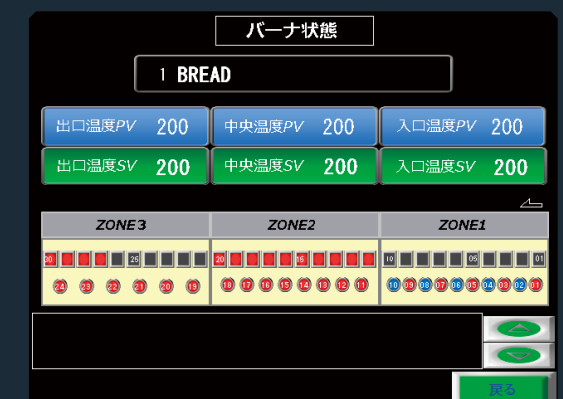 バーナ状態
1 BREAD
出口温度PV 200 中央温度PV 200 入口温度PV 200
出口温度SV 200 中央温度SV 200 入口温度SV 200
ZONE3 ZONE2 ZONE1
30 25 20 15 10 05 01
24 23 22 21 20 19 18 17 16 15 14 13 12 11 10 09 08 07 06 05 04 03 02 01
戻る